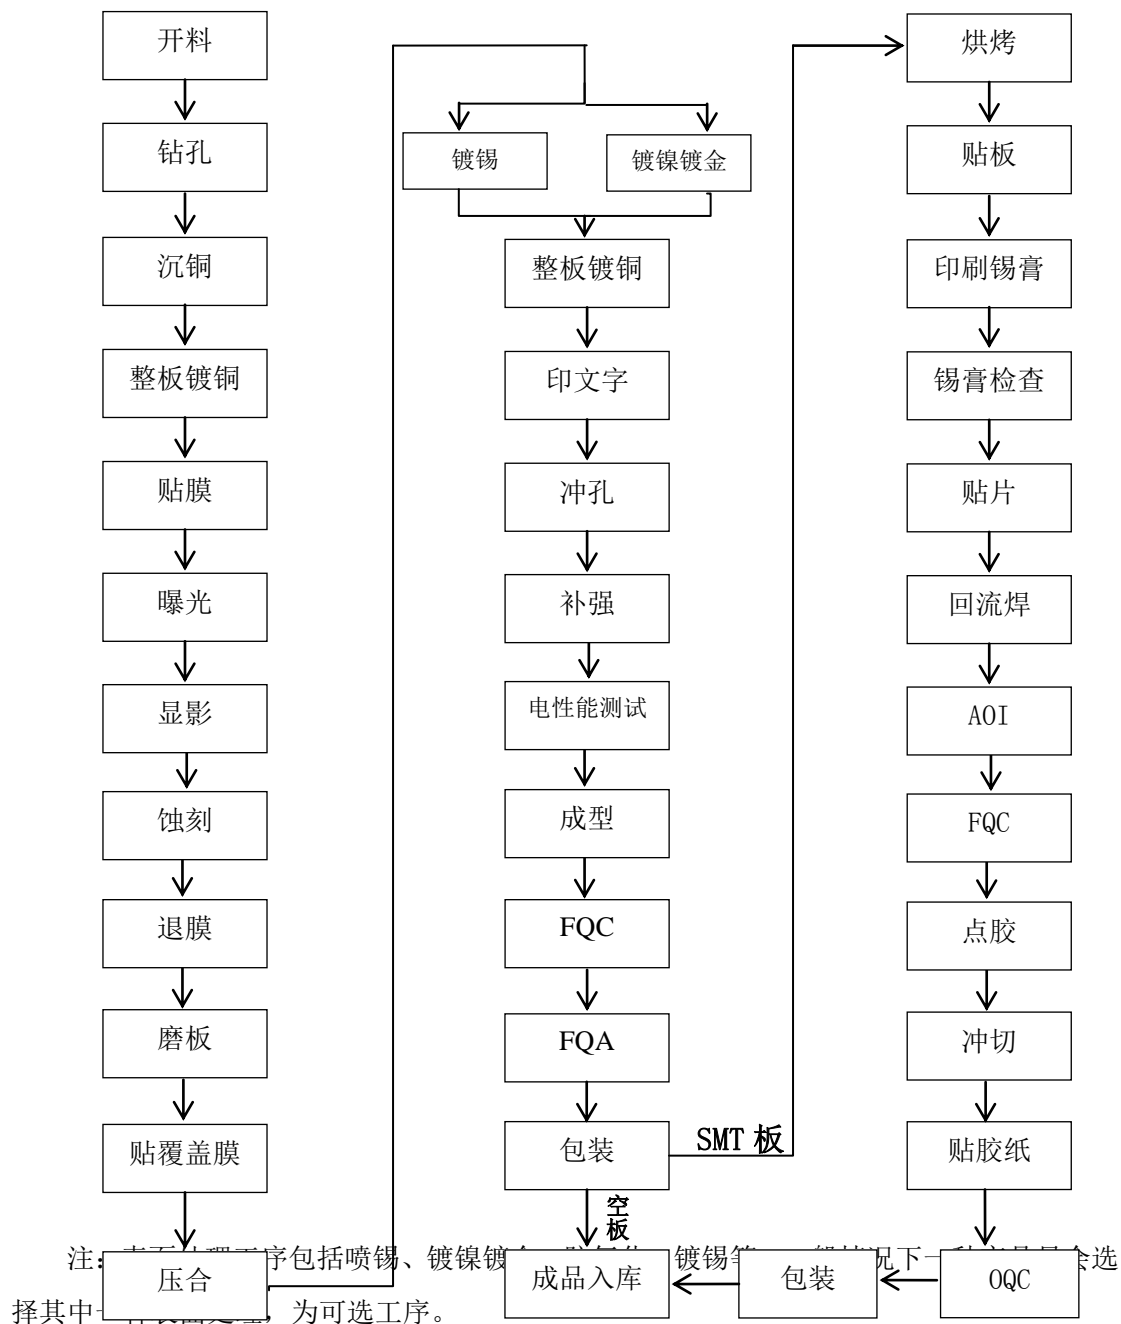 开料
钻孔
沉铜
整板镀铜
贴膜
曝光
显影
蚀刻
退膜
磨板
贴覆盖膜
压合
镀锡
镀镍镀金
整板镀铜
印文字
冲孔
补强
电性能测试
成型
FQC
FQA
包装
SMT 板
空板
成品入库
烘烤
贴板
印刷锡膏
锡膏检查
贴片
回流焊
AOI
FQC
点胶
冲切
贴胶纸
OQC
包装
注：序包括喷锡、镀镍镀 镀锡 况下一 会选
择其中 ，为可选工序。